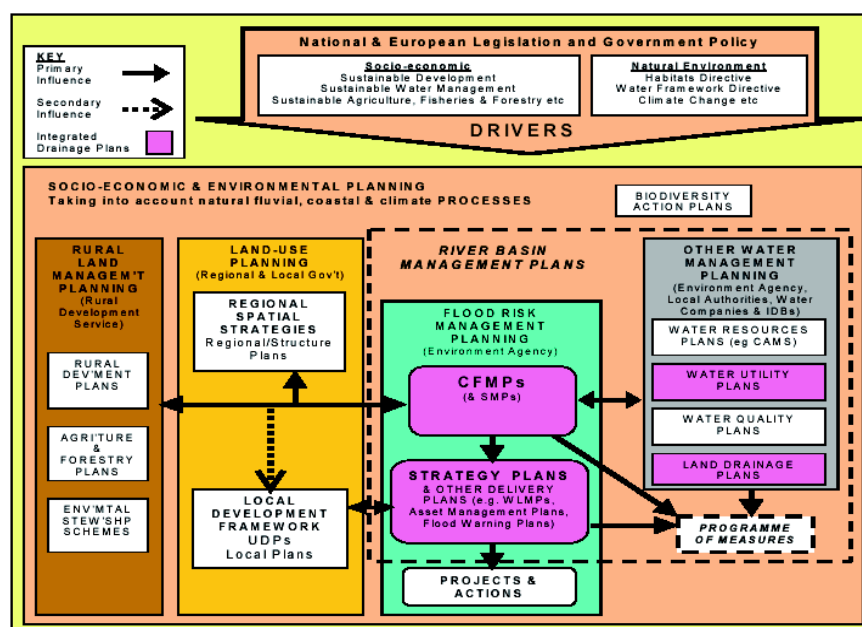 KEY
Primary
Influence
Secondary
Influence
Integrated
Drainage Plans
National & European Legislation and Government Policy
Socio-economic
Sustainable Development
Sustainable Water Management
Sustainable Agriculture, Fisheries & Forestry etc
Natural Environment
Habitats Directive
Water Framework Directive
Climate Change etc
DRIVERS
SOCIO-ECONOMIC & ENVIRONMENTAL PLANNING
Taking into account natural fluvial, coastal & climate PROCESSES
BIODIVERSITY
ACTION PLANS
RURAL
LAND
MANAGEM'T
PLANNING
(Rural
Development
Service)
RURAL
DEV'MENT
PLANS
AGRI'TURE
&
FORESTRY
PLANS
ENV'MTAL
STEW'SHP
SCHEMES
LAND-USE
PLANNING
(Regional & Local Gov't)
REGIONAL
SPATIAL
STRATEGIES
Regional/Structure
Plans
LOCAL
DEVELOPMENT
FRAMEWORK
UDPs
Local Plans
RIVER BASIN
MANAGEMENT PLANS
FLOOD RISK
MANAGEMENT
PLANNING
(Environment Agency)
CFMPs
(& SMPs)
STRATEGY PLANS
& OTHER DELIVERY
PLANS (e.g. WLMPs,
Asset Management Plans,
Flood Warning Plans)
PROJECTS &
ACTIONS
OTHER WATER
MANAGEMENT
PLANNING
(Environment Agency,
Local Authorities, Water
Companies & IDBs)
WATER RESOURCES
PLANS (eg CAMS)
WATER UTILITY
PLANS
WATER QUALITY
PLANS
LAND DRAINAGE
PLANS
PROGRAMME
OF MEASURES